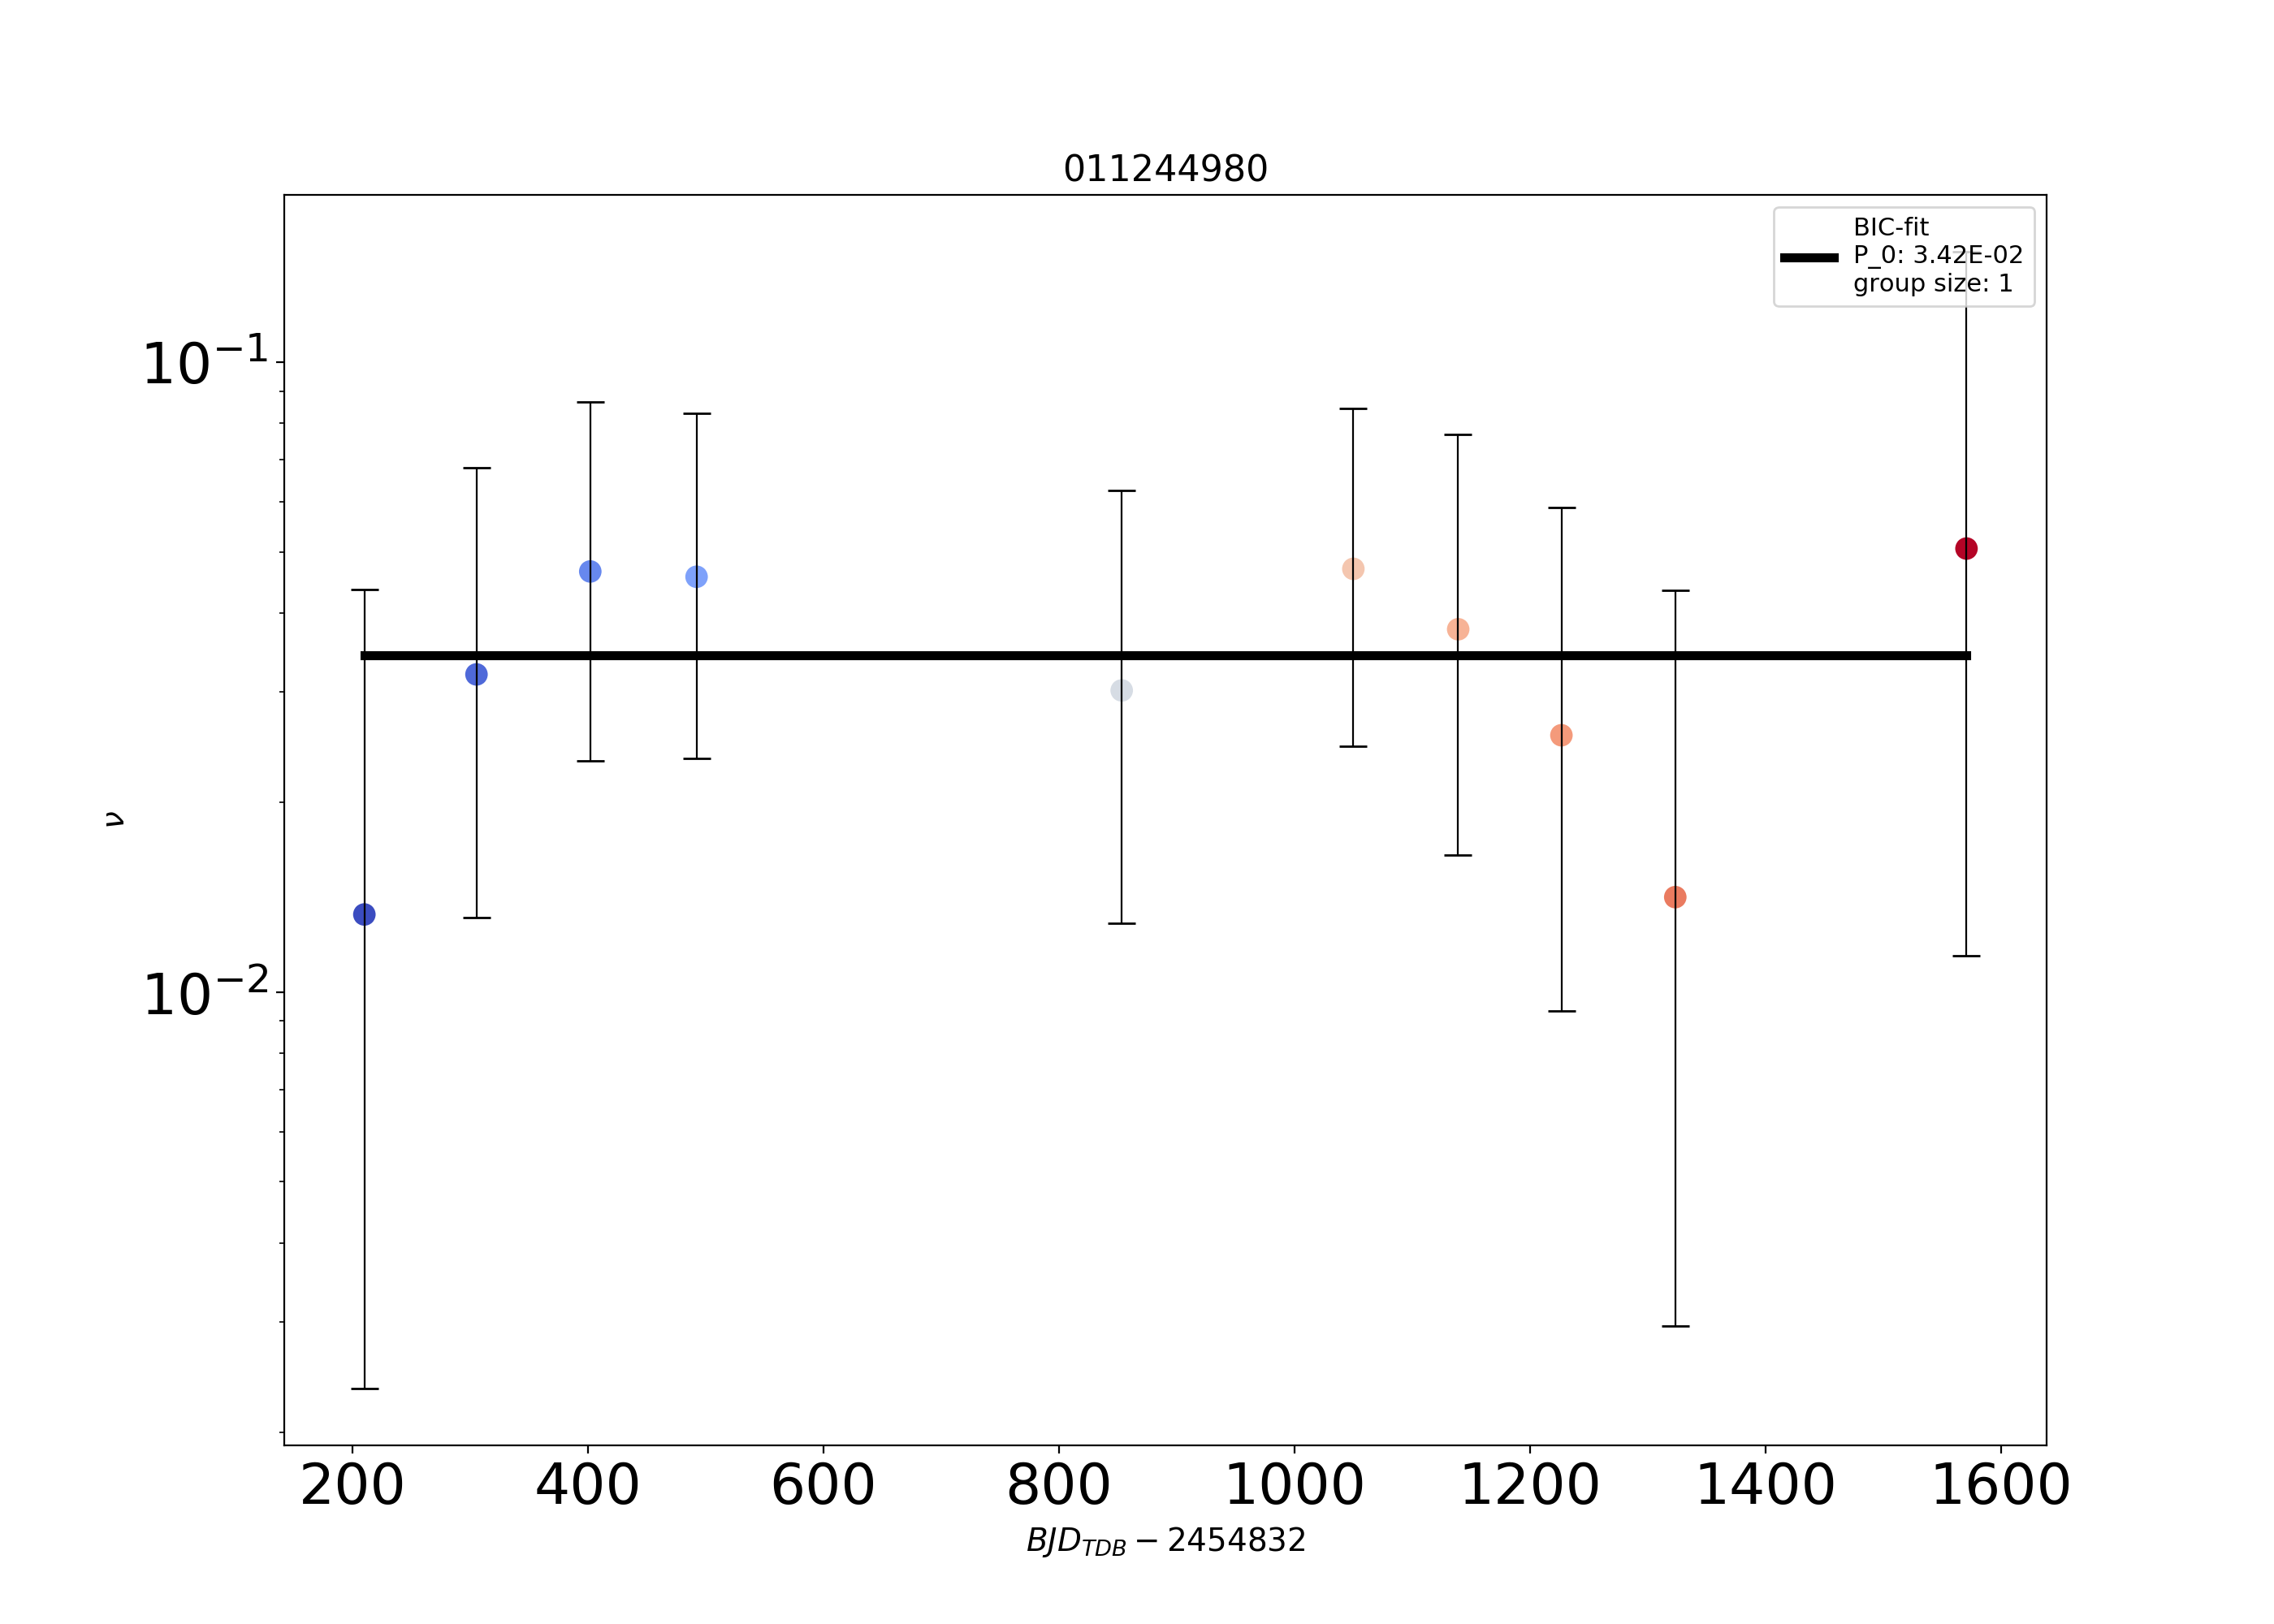 011244980
BIC-fit
P_0: 3.42E-02
group size: 1
10⁻¹
10⁻²
ν
200 400 600 800 1000 1200 1400 1600
BJD_TDB − 2454832